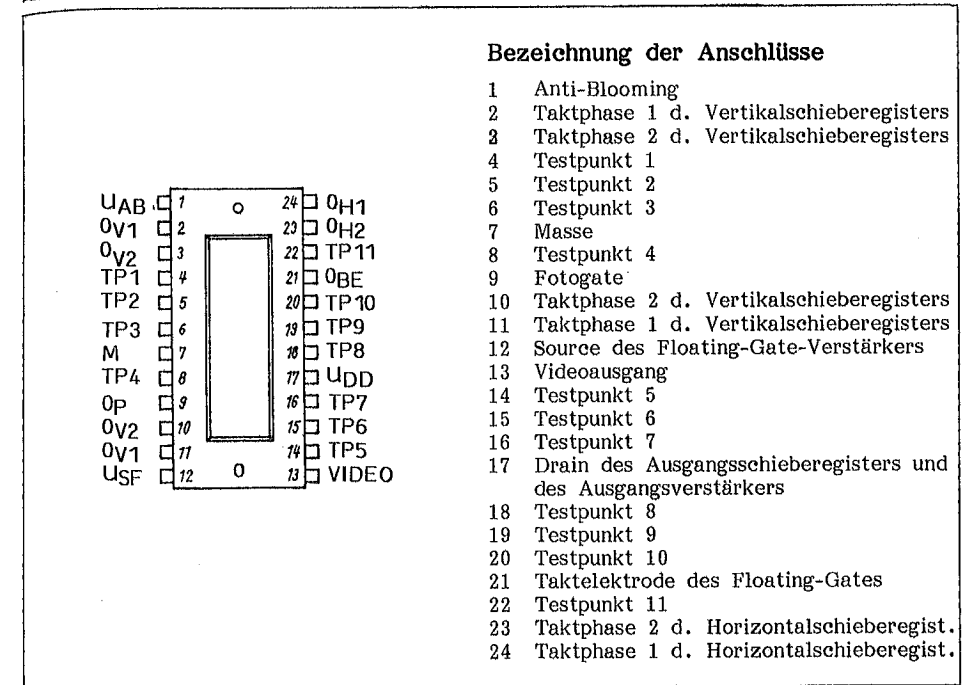 Bezeichnung der Anschlüsse
1 Anti-Blooming
2 Taktphase 1 d. Vertikalschieberegisters
3 Taktphase 2 d. Vertikalschieberegisters
4 Testpunkt 1
5 Testpunkt 2
6 Testpunkt 3
7 Masse
8 Testpunkt 4
9 Fotogate
10 Taktphase 2 d. Vertikalschieberegisters
11 Taktphase 1 d. Vertikalschieberegisters
12 Source des Floating-Gate-Verstärkers
13 Videoausgang
14 Testpunkt 5
15 Testpunkt 6
16 Testpunkt 7
17 Drain des Ausgangsschieberegisters und
des Ausgangsverstärkers
18 Testpunkt 8
19 Testpunkt 9
20 Testpunkt 10
21 Taktelektrode des Floating-Gates
22 Testpunkt 11
23 Taktphase 2 d. Horizontalschieberegist.
24 Taktphase 1 d. Horizontalschieberegist.
UAB 1 24 0H1
0V1 2 23 0H2
0V2 3 22 TP11
TP1 4 21 0BE
TP2 5 20 TP10
TP3 6 19 TP9
M 7 18 TP8
TP4 8 17 UDD
0P 9 16 TP7
0V2 10 15 TP6
0V1 11 14 TP5
USF 12 13 VIDEO